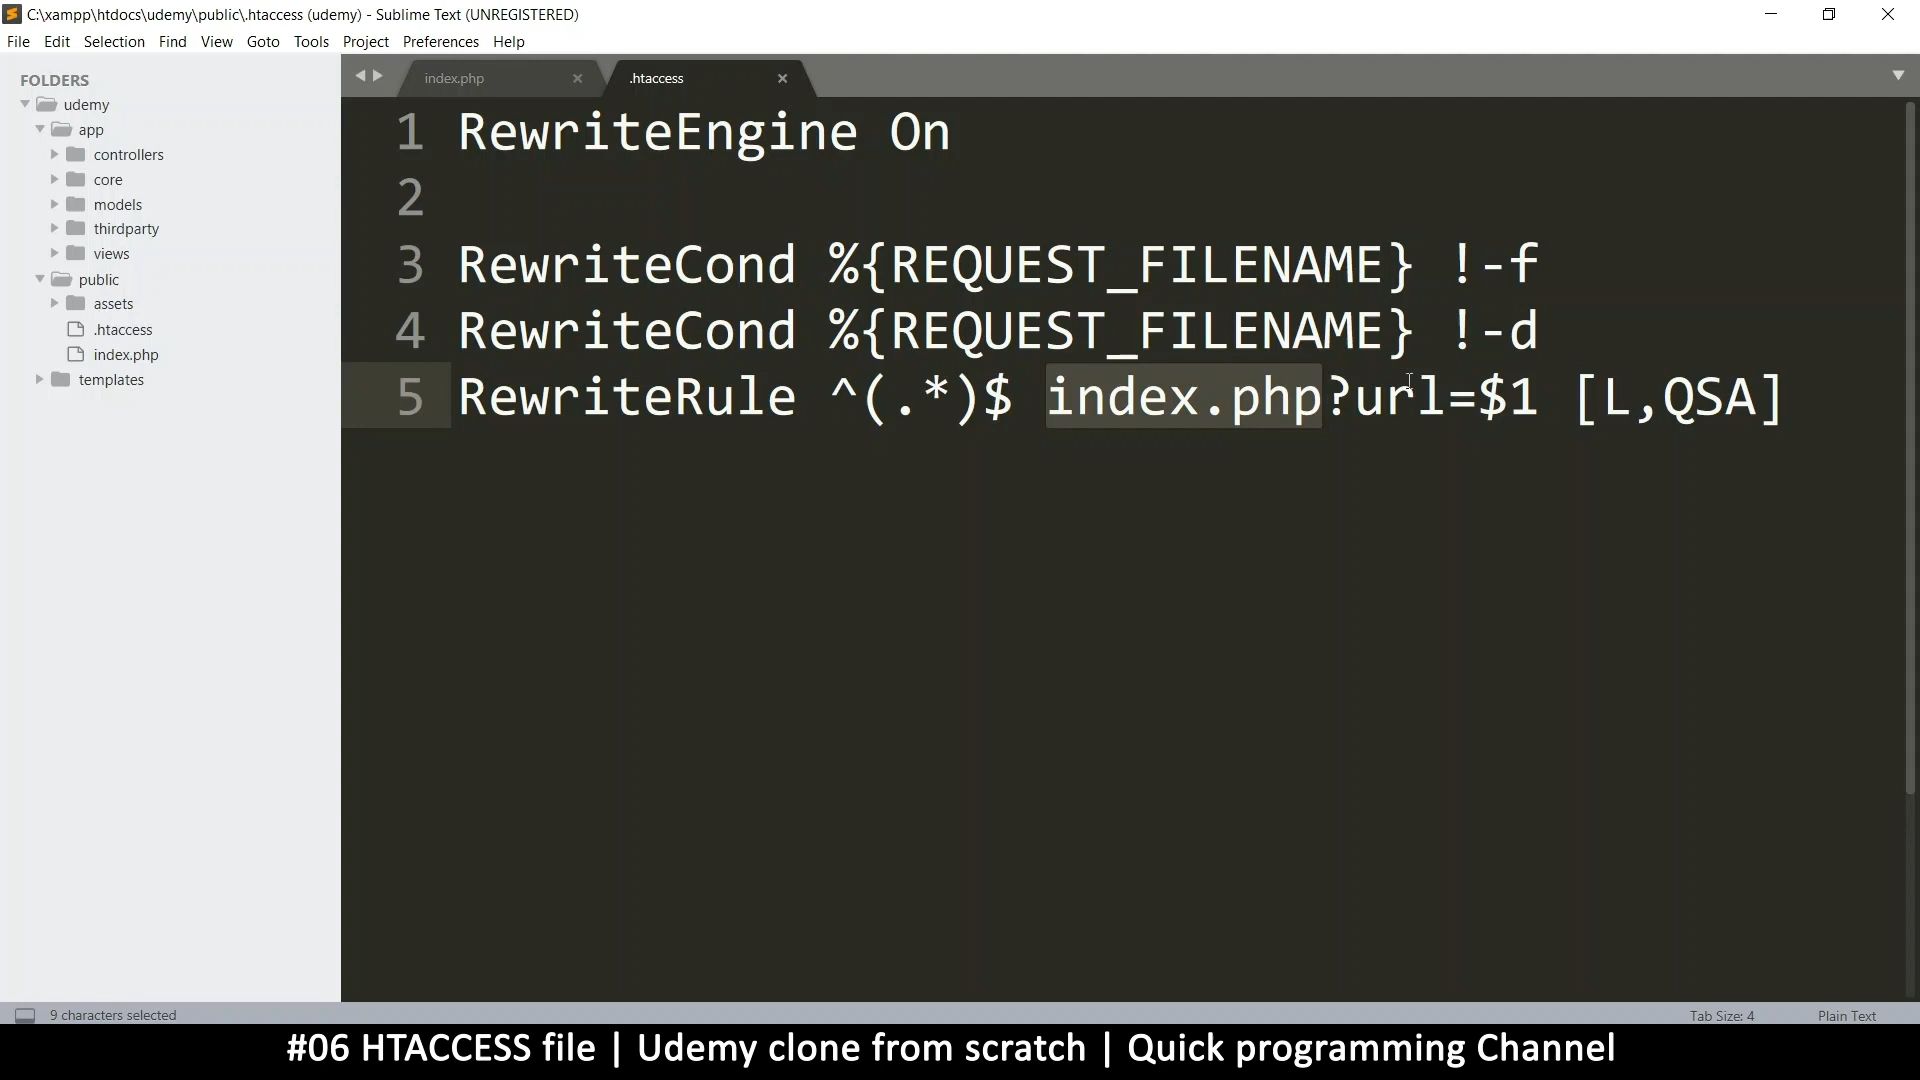 C:\xampp\htdocs\udemy\public\.htaccess (udemy) - Sublime Text (UNREGISTERED)
File Edit Selection Find View Goto Tools Project Preferences Help
FOLDERS
udemy
app
controllers
core
models
thirdparty
views
public
assets
.htaccess
index.php
templates
index.php .htaccess
1 RewriteEngine On
2
3 RewriteCond %{REQUEST_FILENAME} !-f
4 RewriteCond %{REQUEST_FILENAME} !-d
5 RewriteRule ^(.*)$ index.php?url=$1 [L,QSA]
9 characters selected Tab Size: 4 Plain Text
#06 HTACCESS file | Udemy clone from scratch | Quick programming Channel